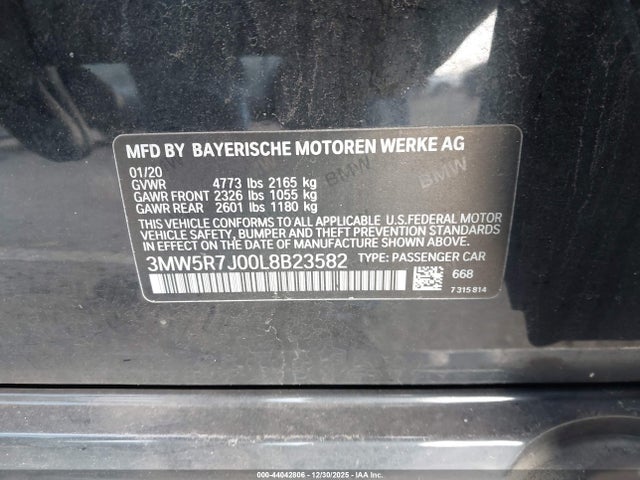 MFD BY BAYERISCHE MOTOREN WERKE AG
01/20
GVWR 4773 lbs 2165 kg
GAWR FRONT 2326 lbs 1055 kg
GAWR REAR 2601 lbs 1180 kg
THIS VEHICLE CONFORMS TO ALL APPLICABLE U.S.FEDERAL MOTOR
VEHICLE SAFETY, BUMPER AND THEFT PREVENTION STANDARDS
IN EFFECT ON THE DATE OF MANUFACTURE SHOWN ABOVE.
3MW5R7J00L8B23582 TYPE: PASSENGER CAR
668
7 315 814
BMW
BMW
000-44042806 - 12/30/2025 - IAA Inc.